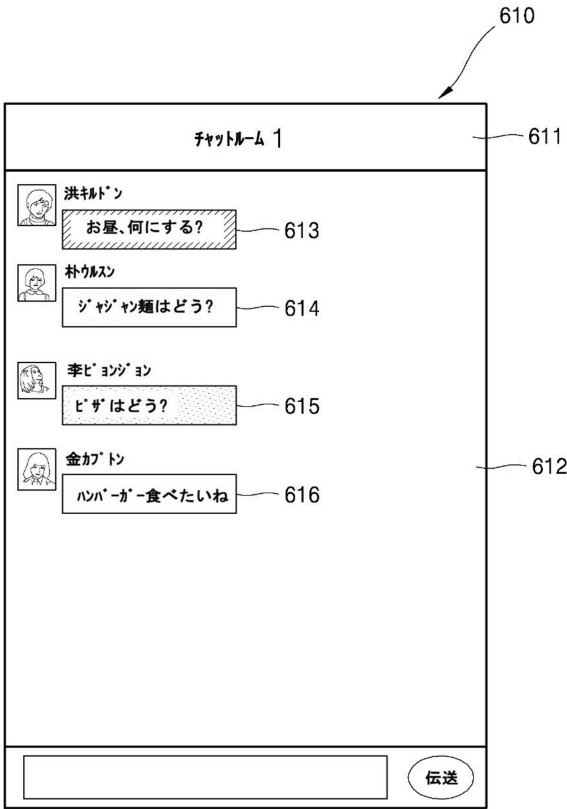 610
チャットルーム 1
611
洪キルドン
お昼、何にする?
613
朴ウルスン
ジャジャン麺はどう?
614
李ピョンジョン
ピザはどう?
615
金カプトン
612
ハンバーガー食べたいね
616
伝送